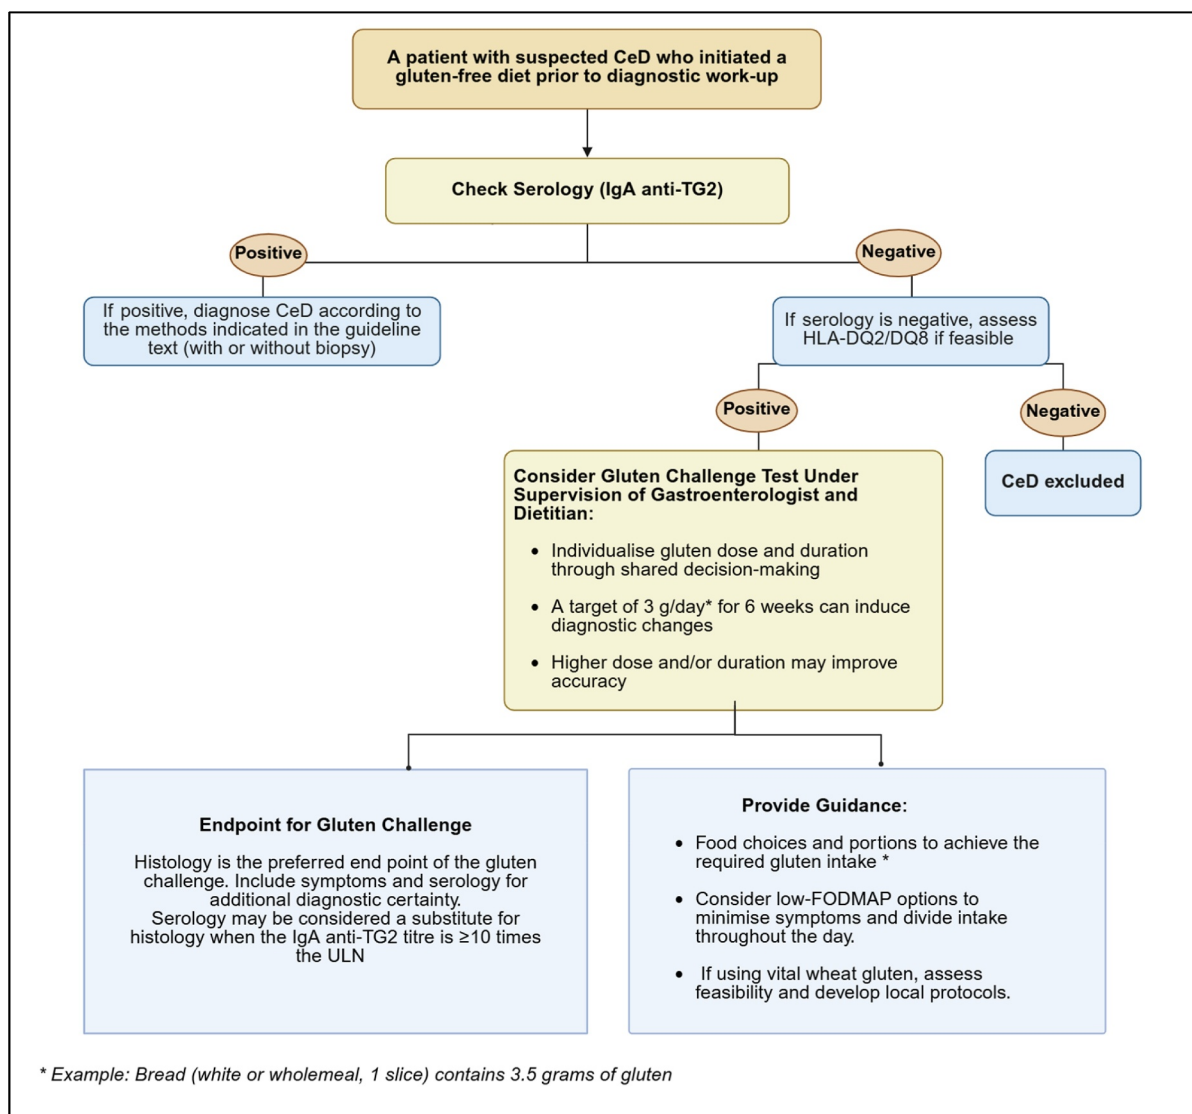 A patient with suspected CeD who initiated a
gluten-free diet prior to diagnostic work-up
Check Serology (IgA anti-TG2)
Positive
Negative
If positive, diagnose CeD according to
the methods indicated in the guideline
text (with or without biopsy)
If serology is negative, assess
HLA-DQ2/DQ8 if feasible
Positive
Negative
Consider Gluten Challenge Test Under
Supervision of Gastroenterologist and
Dietitian:
• Individualise gluten dose and duration
through shared decision-making
• A target of 3 g/day* for 6 weeks can induce
diagnostic changes
• Higher dose and/or duration may improve
accuracy
CeD excluded
Endpoint for Gluten Challenge
Histology is the preferred end point of the gluten
challenge. Include symptoms and serology for
additional diagnostic certainty.
Serology may be considered a substitute for
histology when the IgA anti-TG2 titre is ≥10 times
the ULN
Provide Guidance:
• Food choices and portions to achieve the
required gluten intake *
• Consider low-FODMAP options to
minimise symptoms and divide intake
throughout the day.
• If using vital wheat gluten, assess
feasibility and develop local protocols.
* Example: Bread (white or wholemeal, 1 slice) contains 3.5 grams of gluten